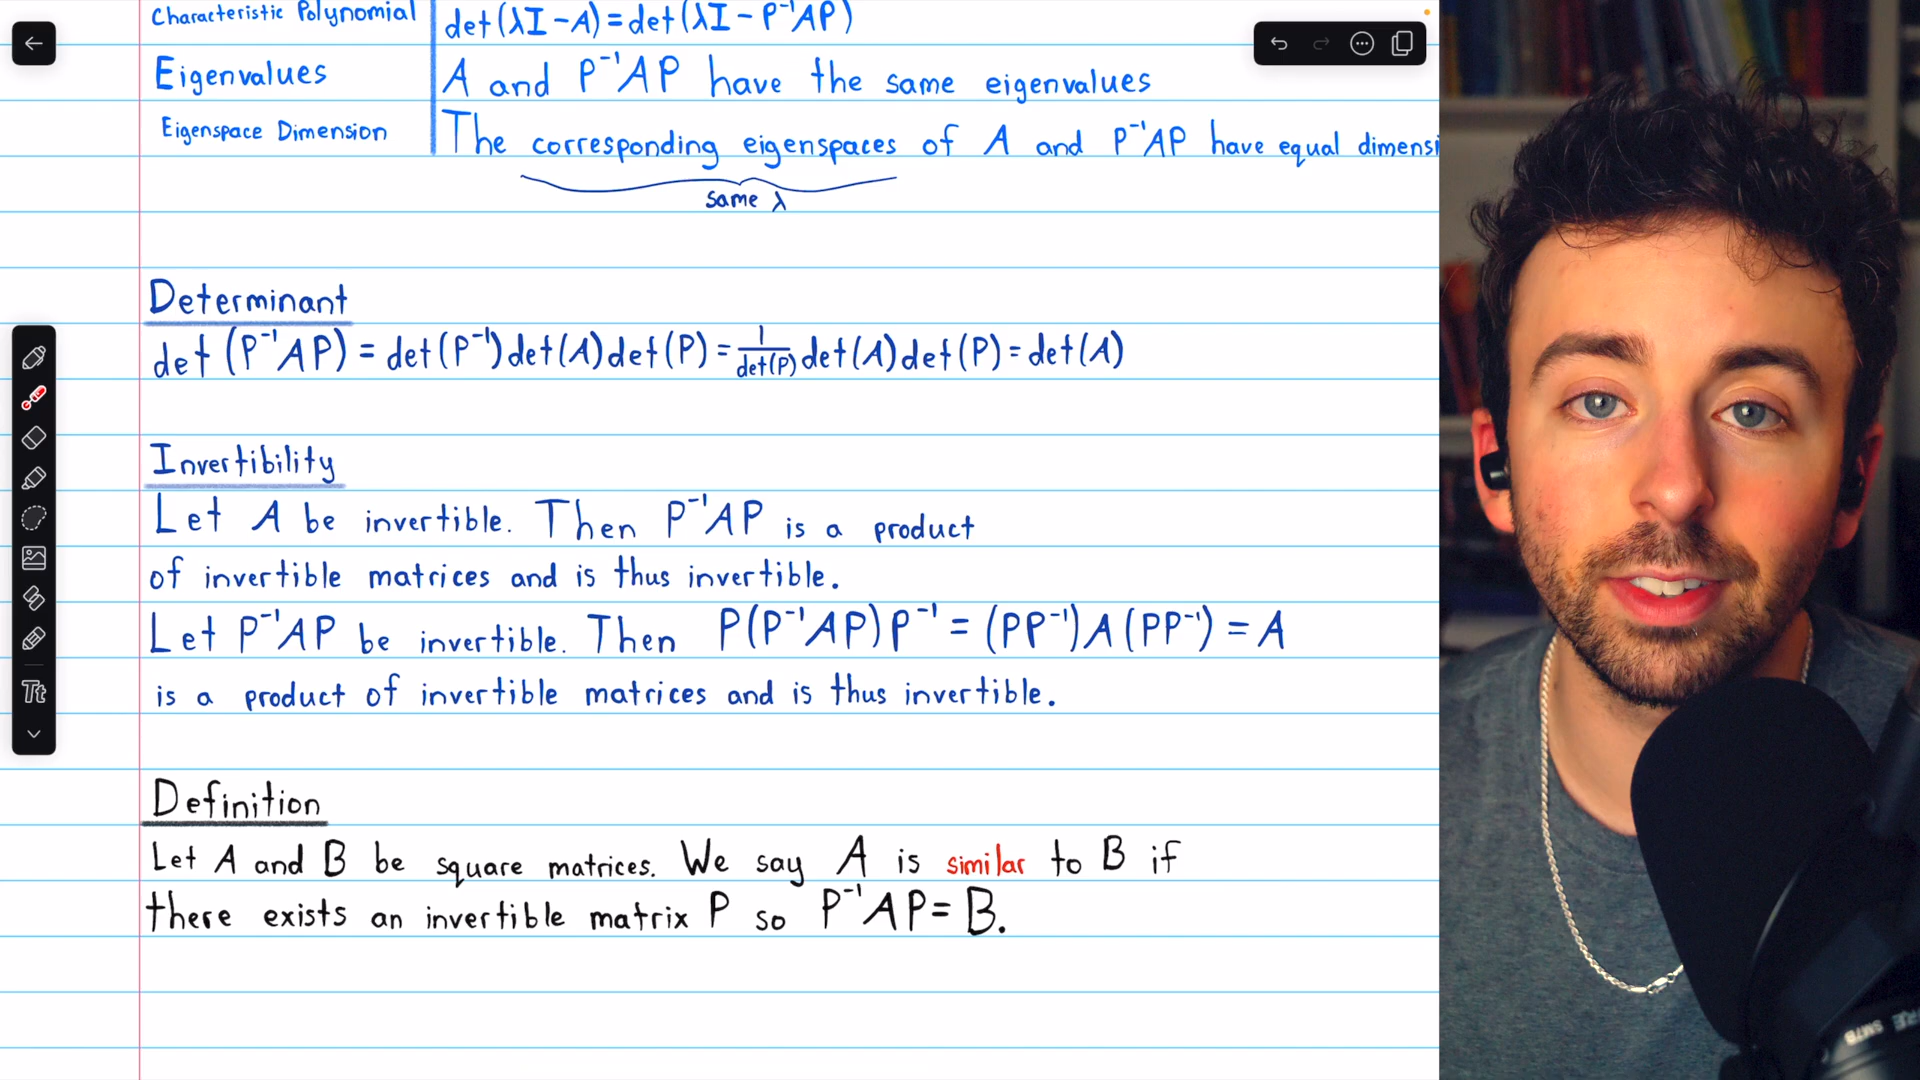 Characteristic Polynomial det(λI-A)=det(λI-P⁻¹AP)
Eigenvalues A and P⁻¹AP have the same eigenvalues
Eigenspace Dimension The corresponding eigenspaces of A and P⁻¹AP have equal dimensi
same λ
Determinant
det(P⁻¹AP) = det(P⁻¹)det(A)det(P) = 1/det(P) det(A)det(P) = det(A)
Invertibility
Let A be invertible. Then P⁻¹AP is a product
of invertible matrices and is thus invertible.
Let P⁻¹AP be invertible. Then P(P⁻¹AP)P⁻¹ = (PP⁻¹)A(PP⁻¹) = A
is a product of invertible matrices and is thus invertible.
Definition
Let A and B be square matrices. We say A is similar to B if
there exists an invertible matrix P so P⁻¹AP = B.
Tt
SM7B